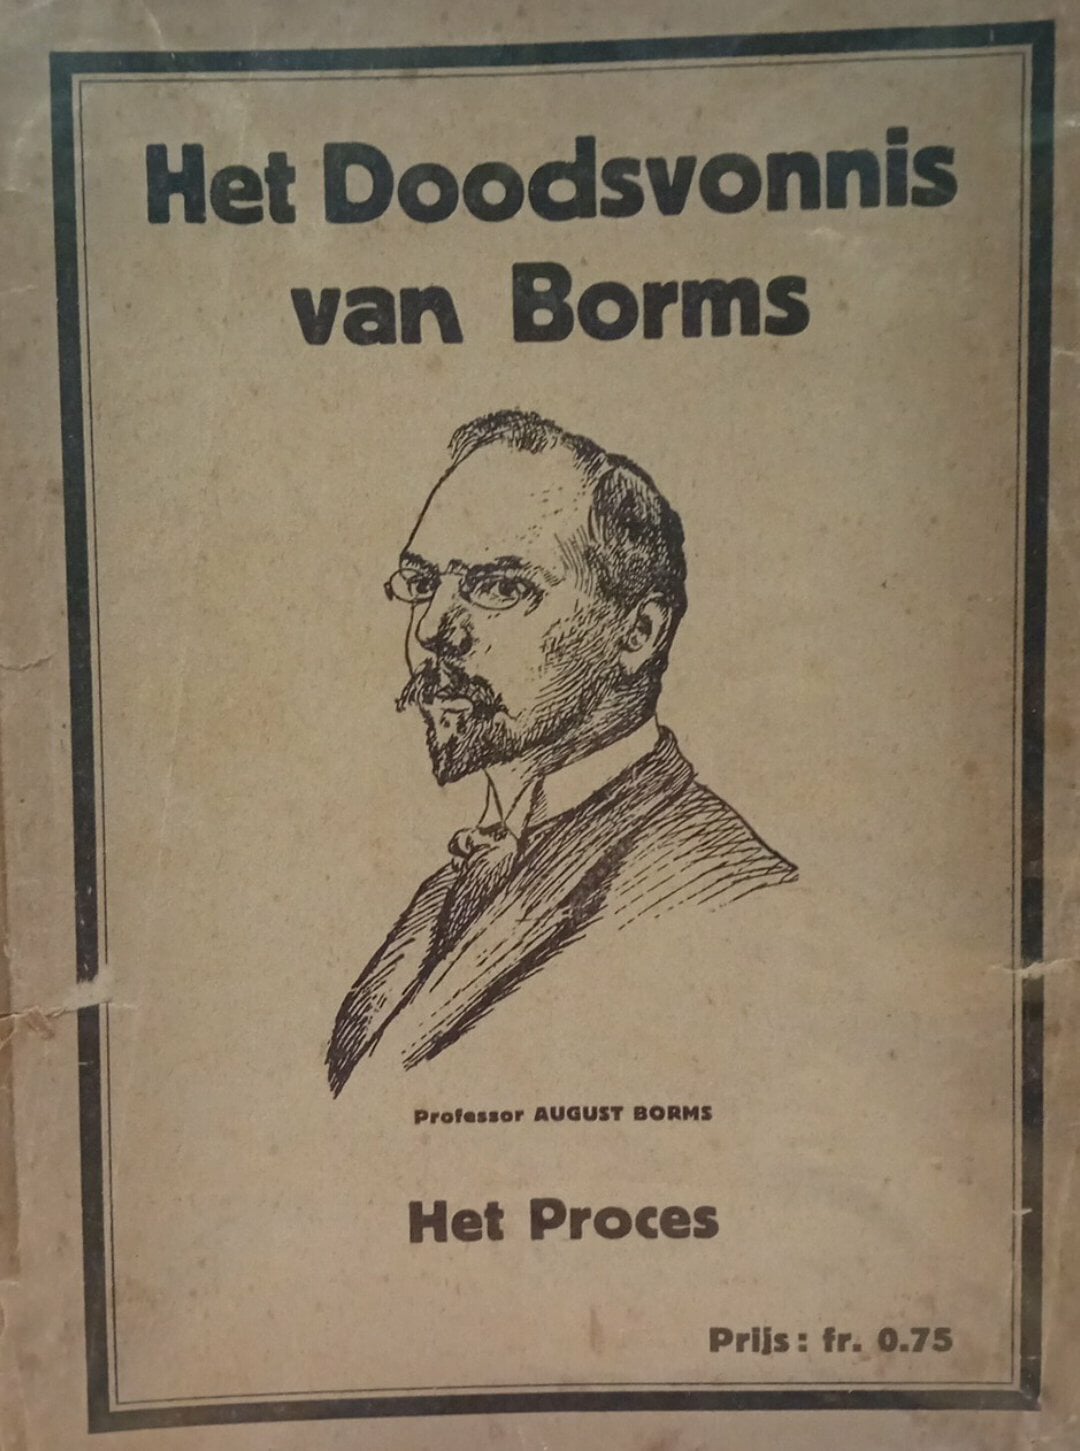 Het Doodsvonnis
van Borms
Professor AUGUST BORMS
Het Proces
Prijs: fr. 0.75